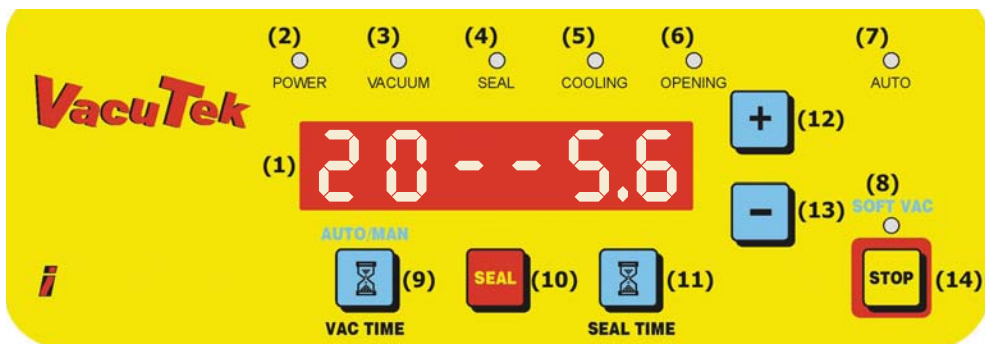 (2) (3) (4) (5) (6) (7)
POWER VACUUM SEAL COOLING OPENING AUTO
VacuTek
(1) 20--5.6
+ (12)
- (13)
(8)
SOFT VAC
AUTO/MAN
i
(9) SEAL (10) (11) STOP (14)
VAC TIME SEAL TIME